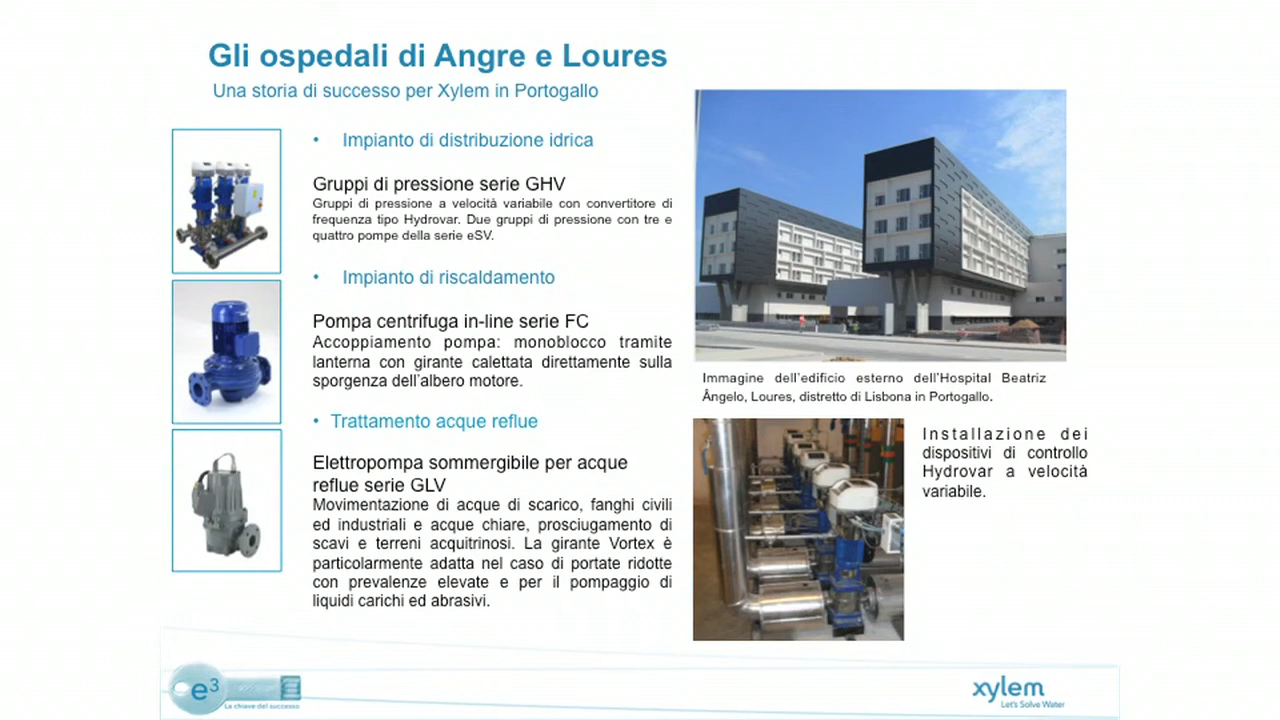 Gli ospedali di Angre e Loures
Una storia di successo per Xylem in Portogallo
• Impianto di distribuzione idrica
Gruppi di pressione serie GHV
Gruppi di pressione a velocità variabile con convertitore di
frequenza tipo Hydrovar. Due gruppi di pressione con tre e
quattro pompe della serie eSV.
• Impianto di riscaldamento
Pompa centrifuga in-line serie FC
Accoppiamento pompa: monoblocco tramite
lanterna con girante calettata direttamente sulla
sporgenza dell'albero motore.
• Trattamento acque reflue
Elettropompa sommergibile per acque
reflue serie GLV
Movimentazione di acque di scarico, fanghi civili
ed industriali e acque chiare, prosciugamento di
scavi e terreni acquitrinosi. La girante Vortex è
particolarmente adatta nel caso di portate ridotte
con prevalenze elevate e per il pompaggio di
liquidi carichi ed abrasivi.
Immagine dell'edificio esterno dell'Hospital Beatriz
Ângelo, Loures, distretto di Lisbona in Portogallo.
Installazione dei
dispositivi di controllo
Hydrovar a velocità
variabile.
e³
La chiave del successo
xylem
Let's Solve Water